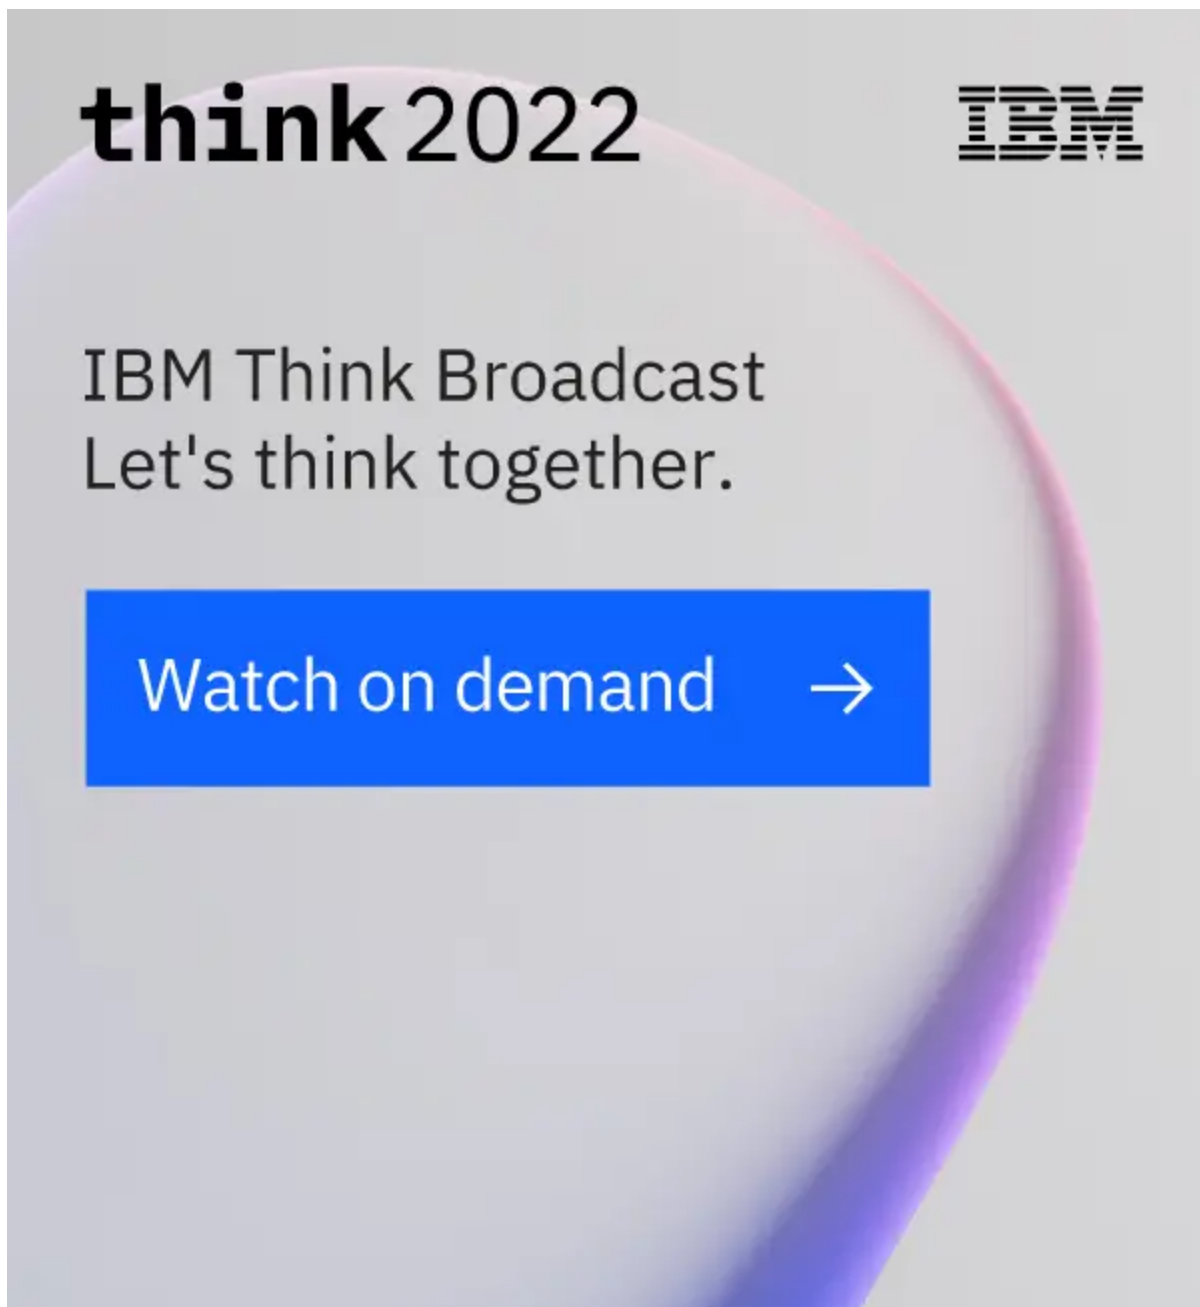 think 2022
IBM
IBM Think Broadcast
Let's think together.
Watch on demand →